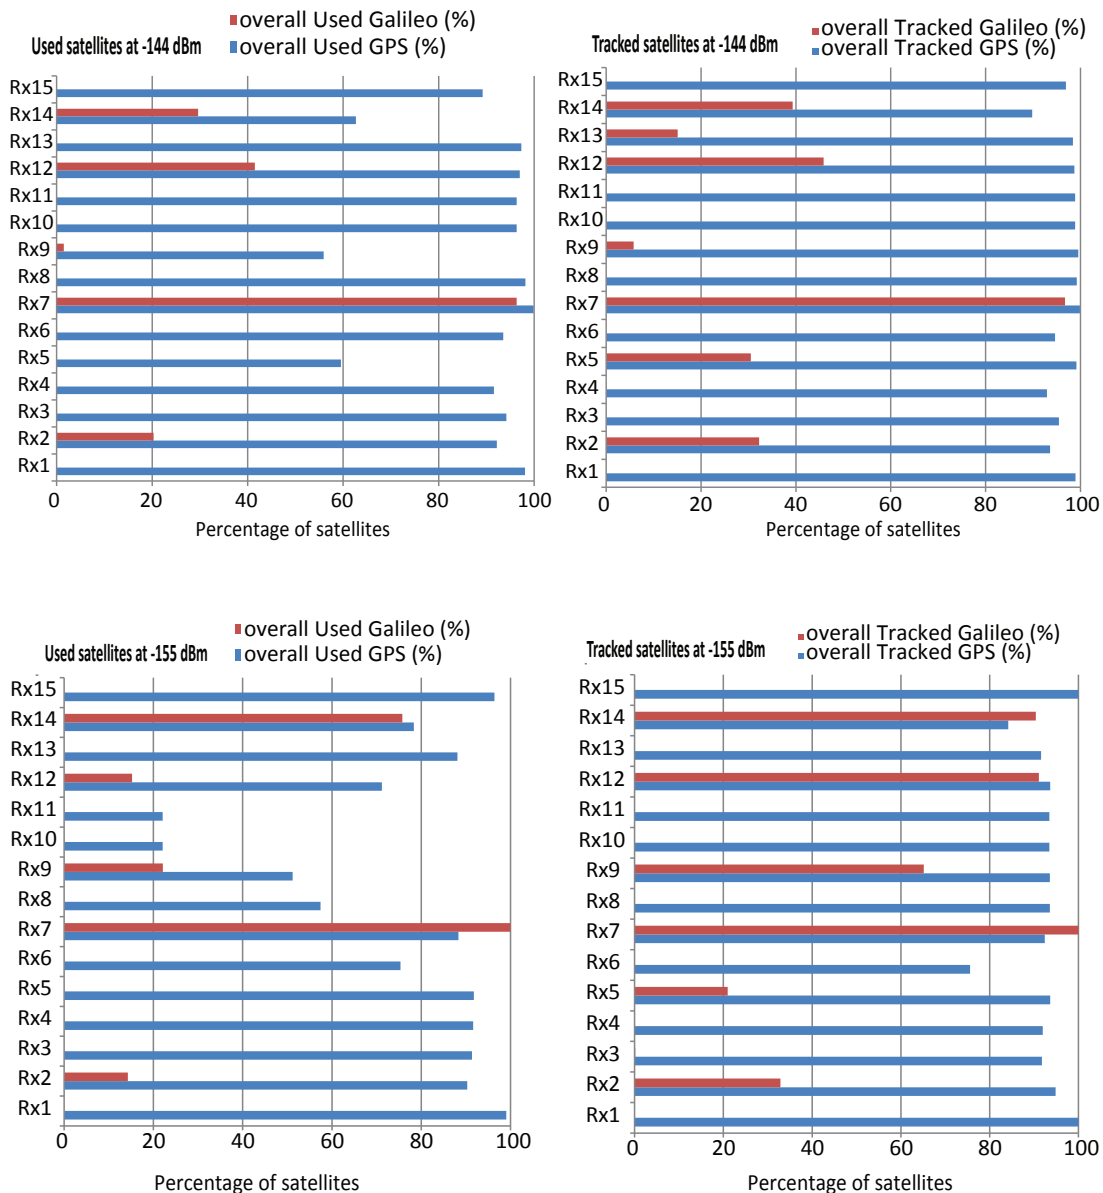 overall Used Galileo (%)
Used satellites at -144 dBm
overall Used GPS (%)
Rx15
Rx14
Rx13
Rx12
Rx11
Rx10
Rx9
Rx8
Rx7
Rx6
Rx5
Rx4
Rx3
Rx2
Rx1
0 20 40 60 80 100
Percentage of satellites
overall Tracked Galileo (%)
Tracked satellites at -144 dBm
overall Tracked GPS (%)
Rx15
Rx14
Rx13
Rx12
Rx11
Rx10
Rx9
Rx8
Rx7
Rx6
Rx5
Rx4
Rx3
Rx2
Rx1
0 20 40 60 80 100
Percentage of satellites
overall Used Galileo (%)
Used satellites at -155 dBm
overall Used GPS (%)
Rx15
Rx14
Rx13
Rx12
Rx11
Rx10
Rx9
Rx8
Rx7
Rx6
Rx5
Rx4
Rx3
Rx2
Rx1
0 20 40 60 80 100
Percentage of satellites
overall Tracked Galileo (%)
Tracked satellites at -155 dBm
overall Tracked GPS (%)
Rx15
Rx14
Rx13
Rx12
Rx11
Rx10
Rx9
Rx8
Rx7
Rx6
Rx5
Rx4
Rx3
Rx2
Rx1
0 20 40 60 80 100
Percentage of satellites